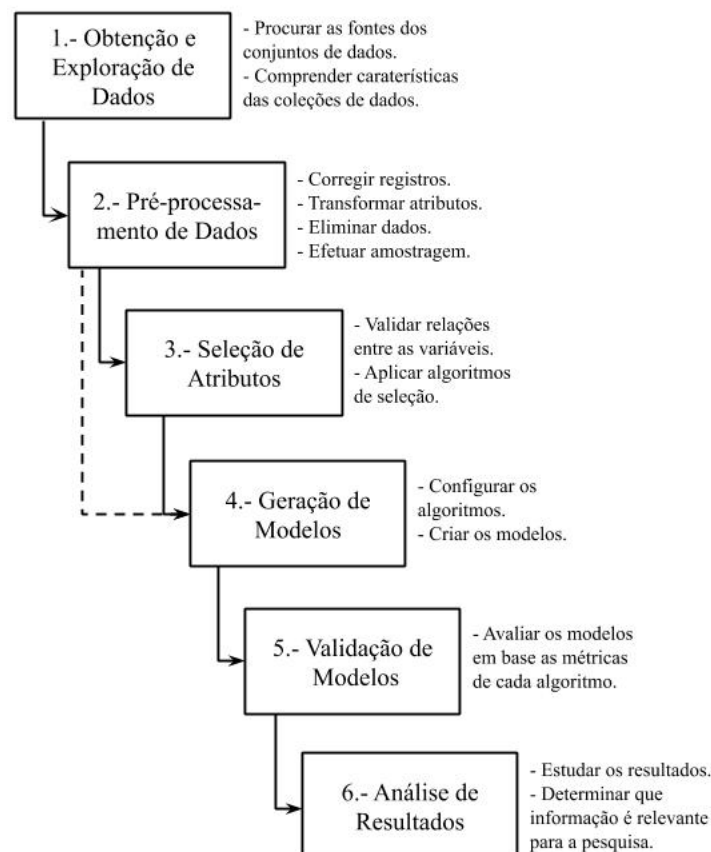 1.- Obtenção e
Exploração de
Dados
- Procurar as fontes dos
conjuntos de dados.
- Comprender caraterísticas
das coleções de dados.
2.- Pré-processa-
mento de Dados
- Corregir registros.
- Transformar atributos.
- Eliminar dados.
- Efetuar amostragem.
3.- Seleção de
Atributos
- Validar relações
entre as variáveis.
- Aplicar algoritmos
de seleção.
4.- Geração de
Modelos
- Configurar os
algoritmos.
- Criar os modelos.
5.- Validação de
Modelos
- Avaliar os modelos
em base as métricas
de cada algoritmo.
6.- Análise de
Resultados
- Estudar os resultados.
- Determinar que
informação é relevante
para a pesquisa.